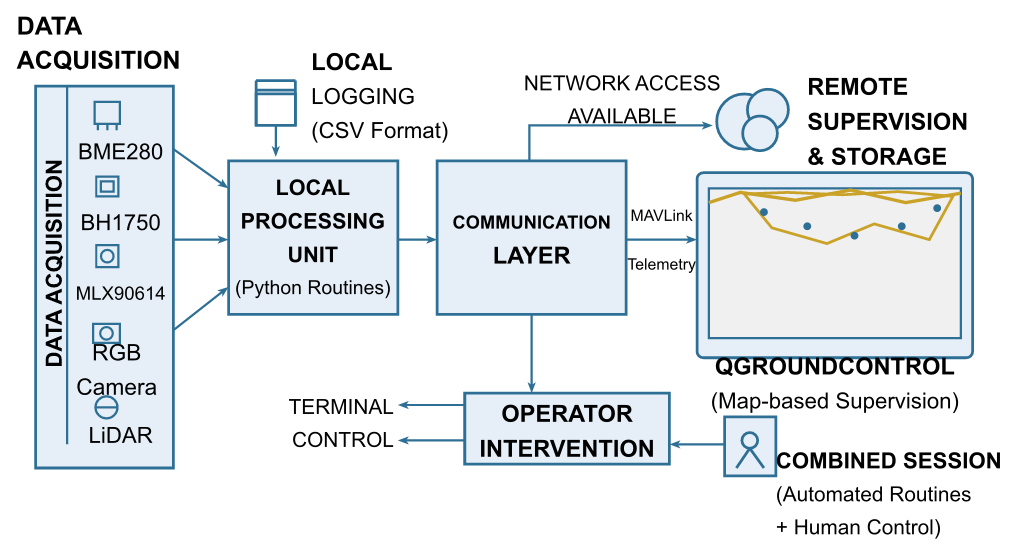 DATA
ACQUISITION
DATA ACQUISITION
BME280
BH1750
MLX90614
RGB
Camera
LiDAR
LOCAL
LOGGING
(CSV Format)
LOCAL
PROCESSING
UNIT
(Python Routines)
COMMUNICATION
LAYER
NETWORK ACCESS
AVAILABLE
REMOTE
SUPERVISION
& STORAGE
MAVLink
Telemetry
QGROUNDCONTROL
(Map-based Supervision)
OPERATOR
INTERVENTION
TERMINAL
CONTROL
COMBINED SESSION
(Automated Routines
+ Human Control)